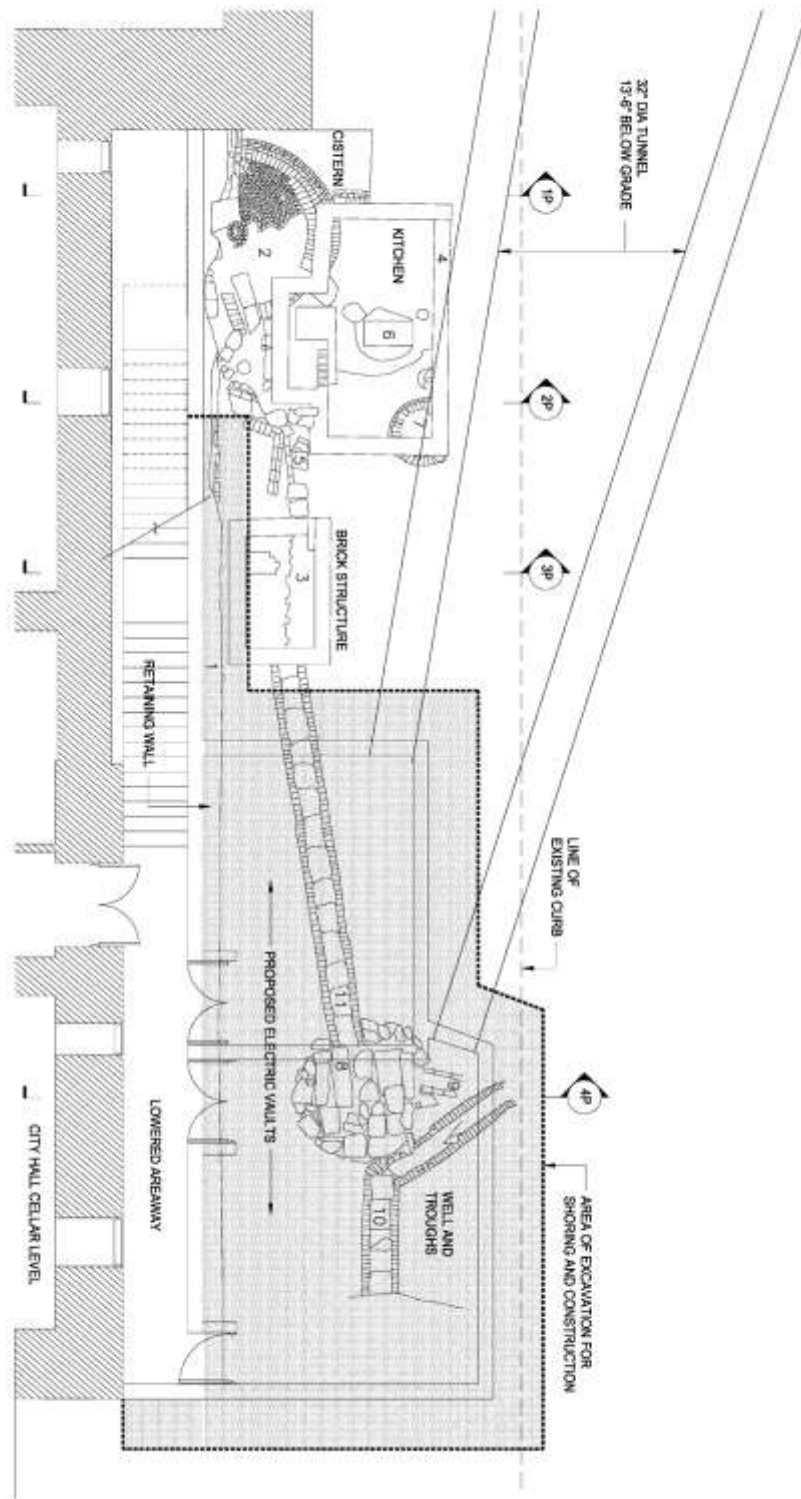 32" DIA TUNNEL
13'-6" BELOW GRADE
1P
2P
3P
4P
CISTERN
KITCHEN
4
2
6
7
5
BRICK STRUCTURE
3
1
RETAINING WALL
LINE OF
EXISTING CURB
PROPOSED ELECTRIC VAULTS
11
8
9
10
WELL AND
TROUGHS
AREA OF EXCAVATION FOR
SHORING AND CONSTRUCTION
LOWERED AREAWAY
CITY HALL CELLAR LEVEL